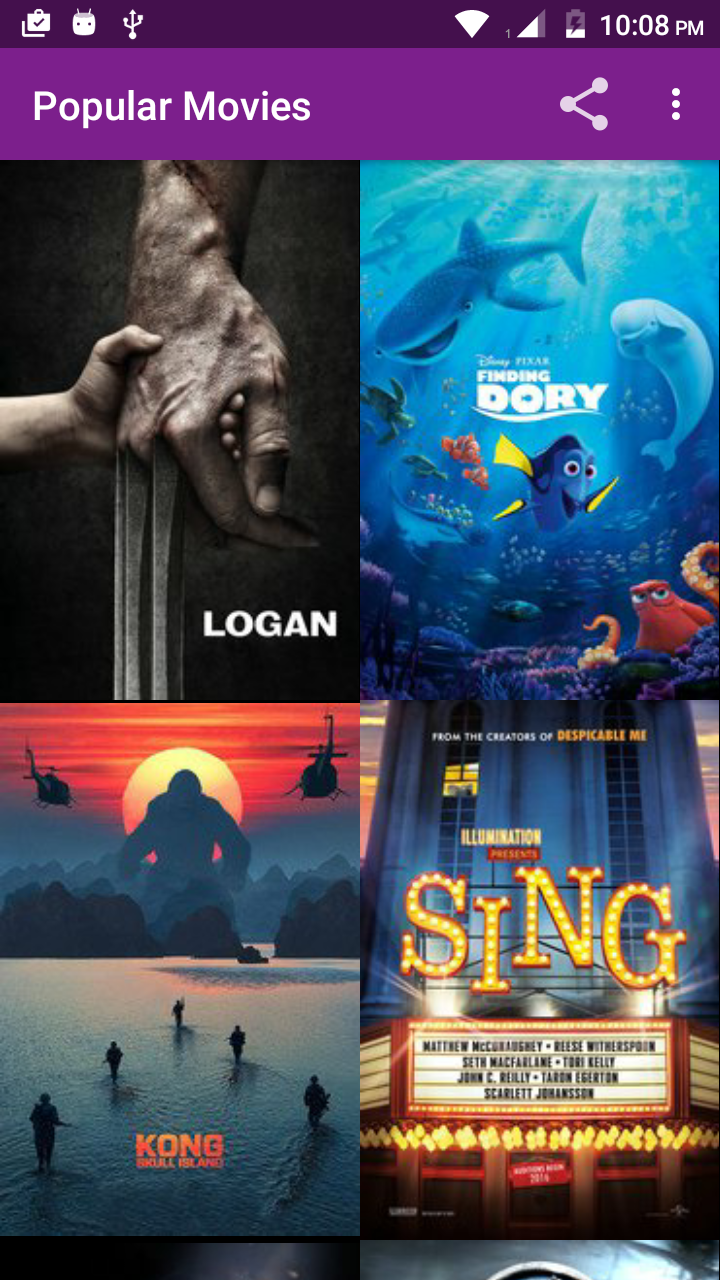 1
10:08 PM
Popular Movies
LOGAN
Disney PIXAR
FINDING
DORY
KONG
SKULL ISLAND
FROM THE CREATORS OF DESPICABLE ME
ILLUMINATION
PRESENTS
SING
MATTHEW McCONAUGHEY • REESE WITHERSPOON
SETH MACFARLANE • TORI KELLY
JOHN C. REILLY • TARON EGERTON
SCARLETT JOHANSSON
AUDITIONS BEGIN
2016